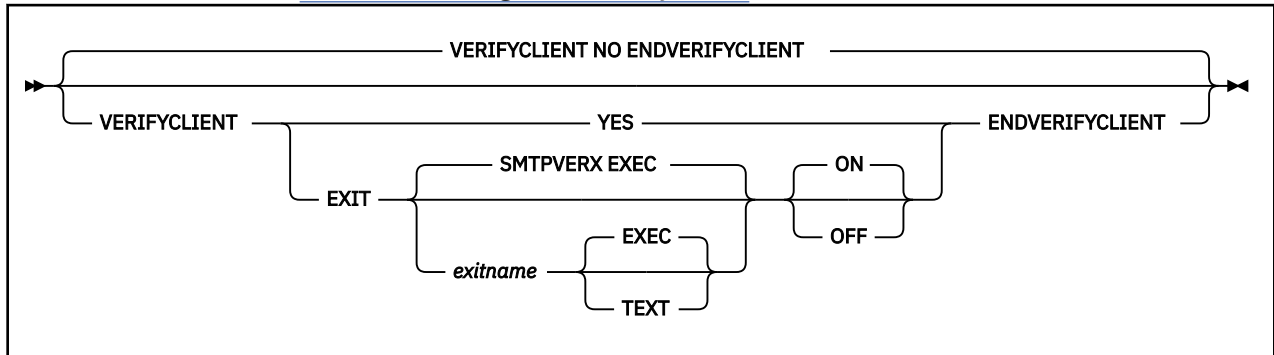 VERIFYCLIENT NO ENDVERIFYCLIENT
VERIFYCLIENT YES ENDVERIFYCLIENT
SMTPVERX EXEC ON
EXIT
EXEC OFF
exitname
TEXT